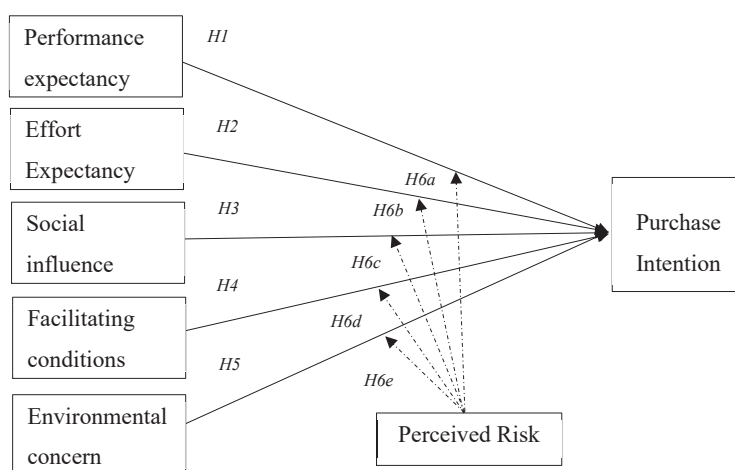 Performance
expectancy
H1
Effort
Expectancy
H2
Social
influence
H3
Facilitating
conditions
H4
Environmental
concern
H5
H6a
H6b
H6c
H6d
H6e
Perceived Risk
Purchase
Intention